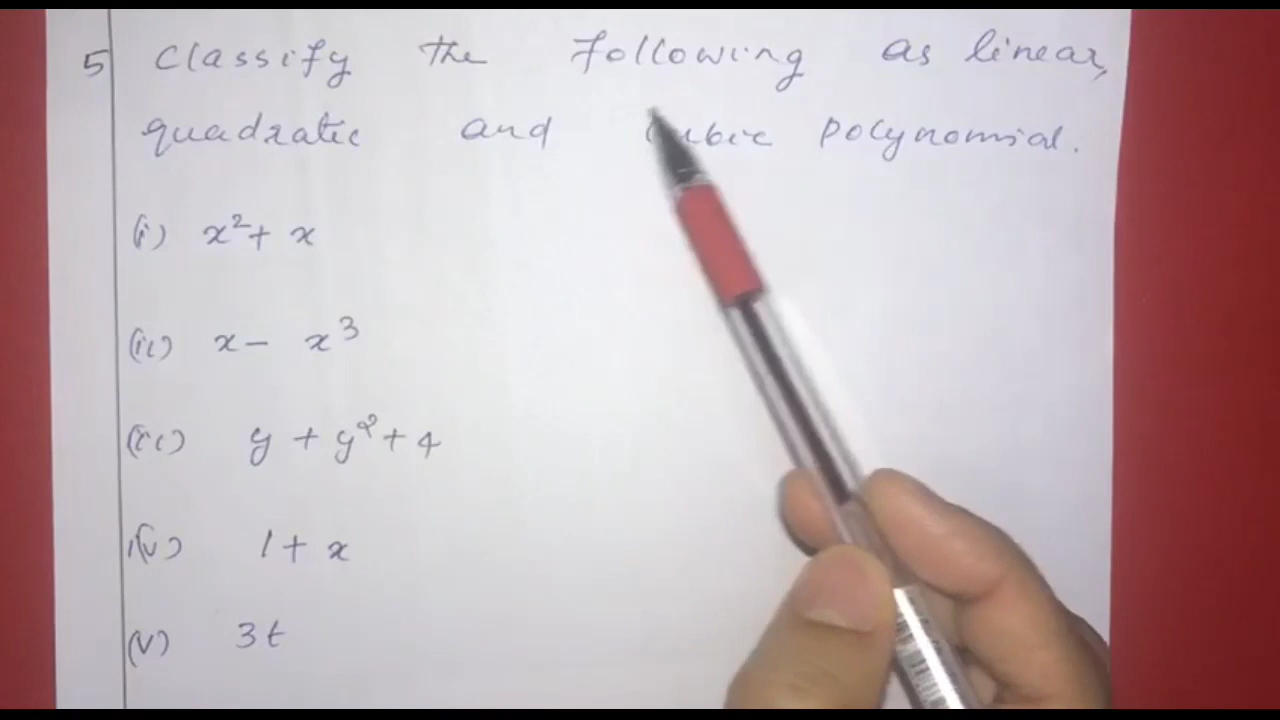 5 Classify the following as linear,
quadratic and cubic polynomial.
(i) x²+ x
(ii) x - x³
(iii) y + y² + 4
(iv) 1 + x
(v) 3t